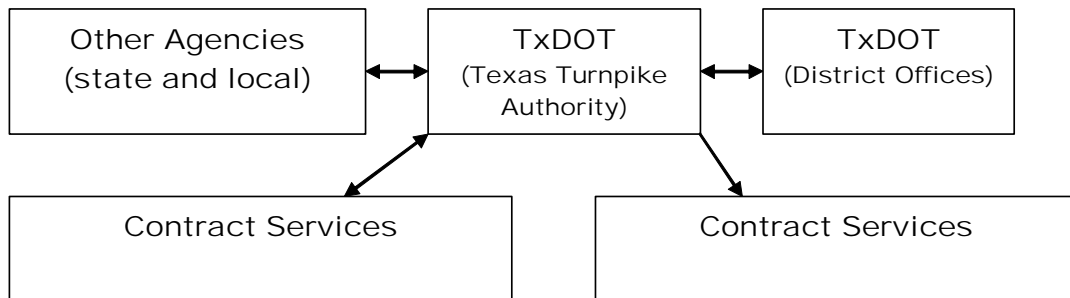 Other Agencies
(state and local)
TxDOT
(Texas Turnpike
Authority)
TxDOT
(District Offices)
Contract Services
Contract Services